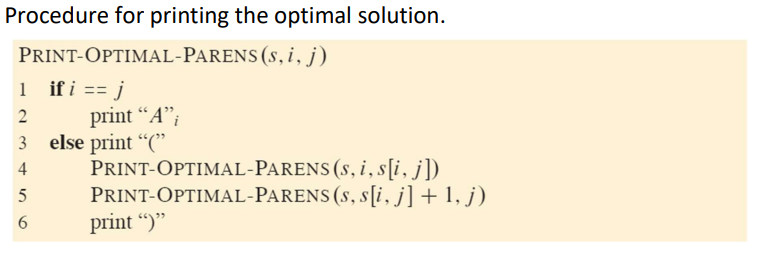 Procedure for printing the optimal solution.
PRINT-OPTIMAL-PARENS(s, i, j)
1 if i == j
2 print “A”ᵢ
3 else print “(”
4 PRINT-OPTIMAL-PARENS(s, i, s[i, j])
5 PRINT-OPTIMAL-PARENS(s, s[i, j] + 1, j)
6 print “)”